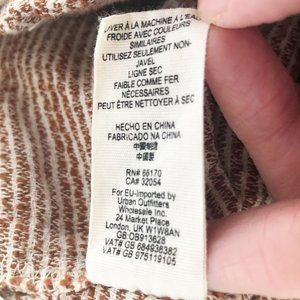 LAVER À LA MACHINE A L'EAU
FROIDE AVEC COULEURS
SIMILAIRES
UTILISEZ SEULEMENT NON-
JAVEL
LIGNE SEC
FAIBLE COMME FER
NÉCESSAIRES
PEUT ÊTRE NETTOYER À SEC
HECHO EN CHINA
FABRICADO NA CHINA
中國制造
中國製
RN# 66170
CA# 32054
For EU-Imported by
Urban Outfitters
Wholesale Inc.
24 Market Place
London, UK W1W8AN
GB OB913628
VAT# GB 684936382
VAT# GB 975119105